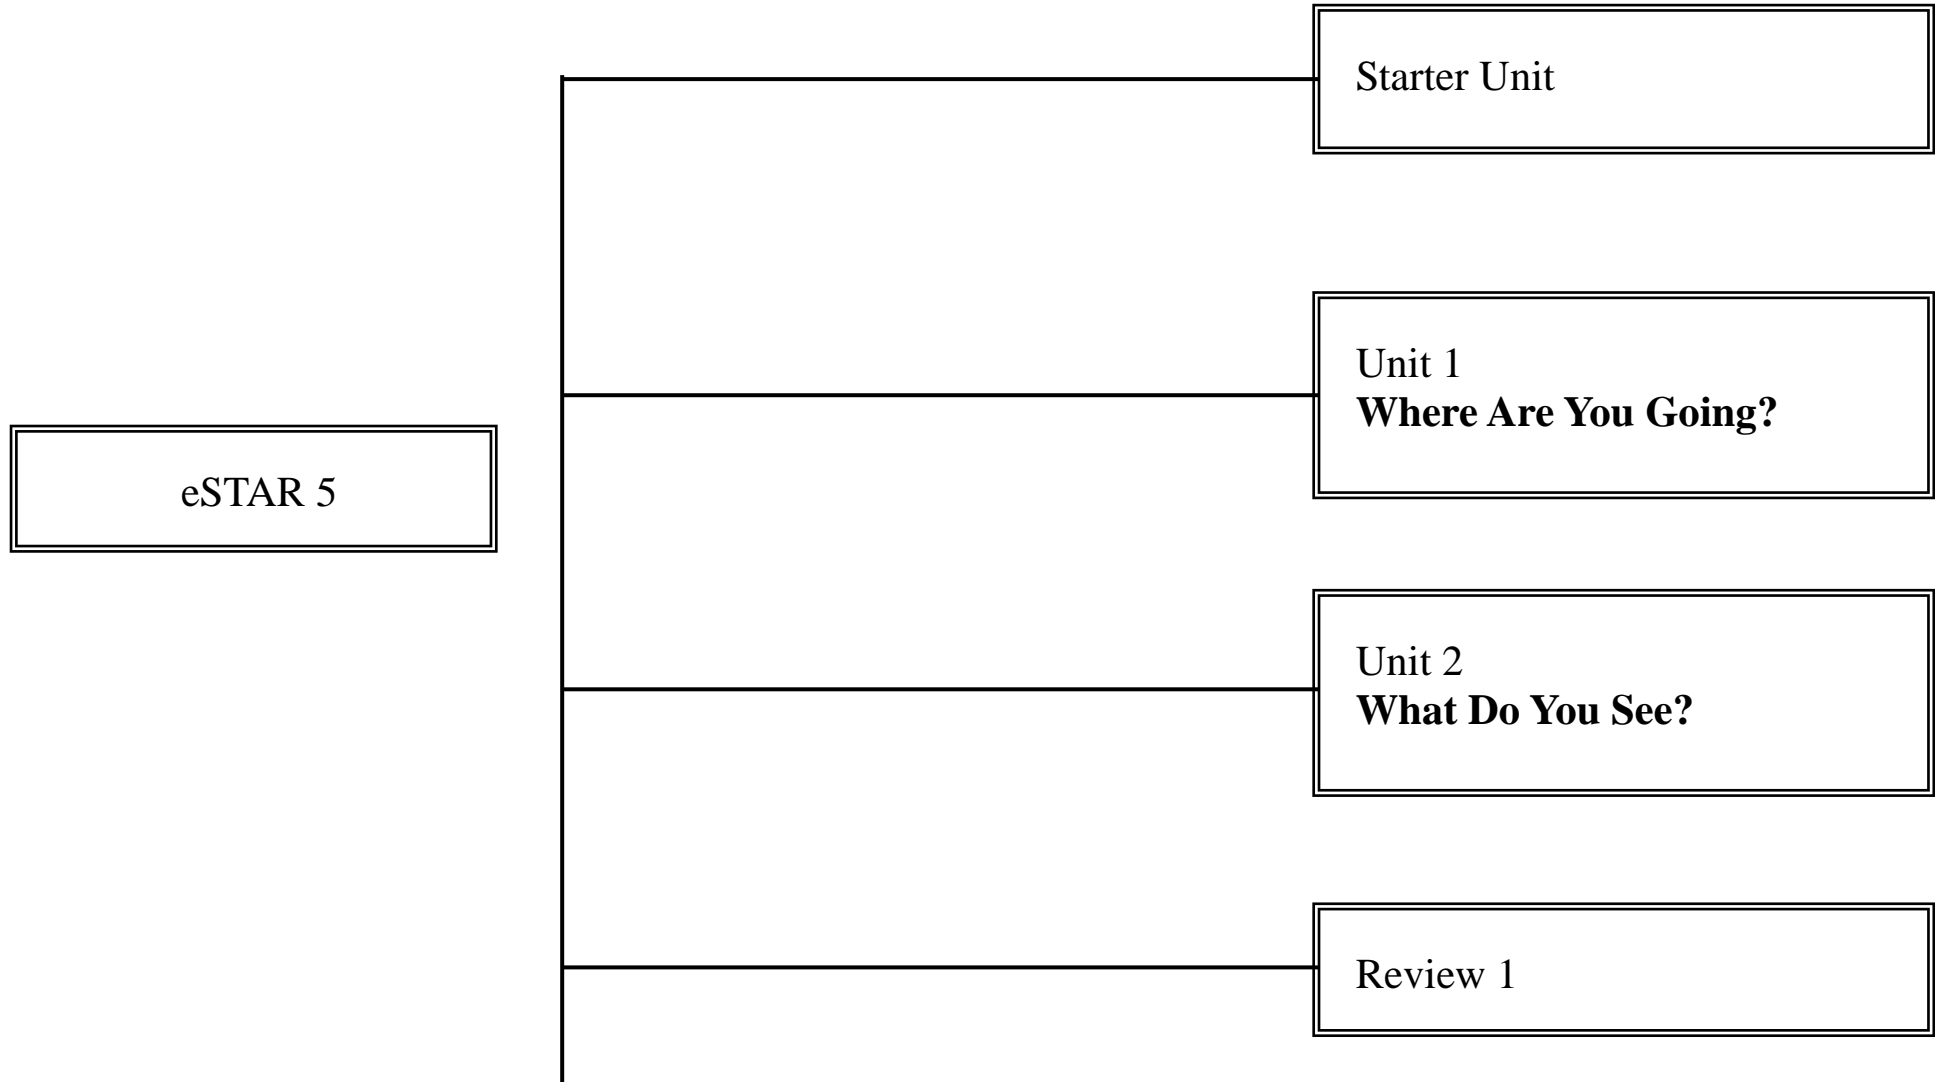 Starter Unit
Unit 1
Where Are You Going?
eSTAR 5
Unit 2
What Do You See?
Review 1